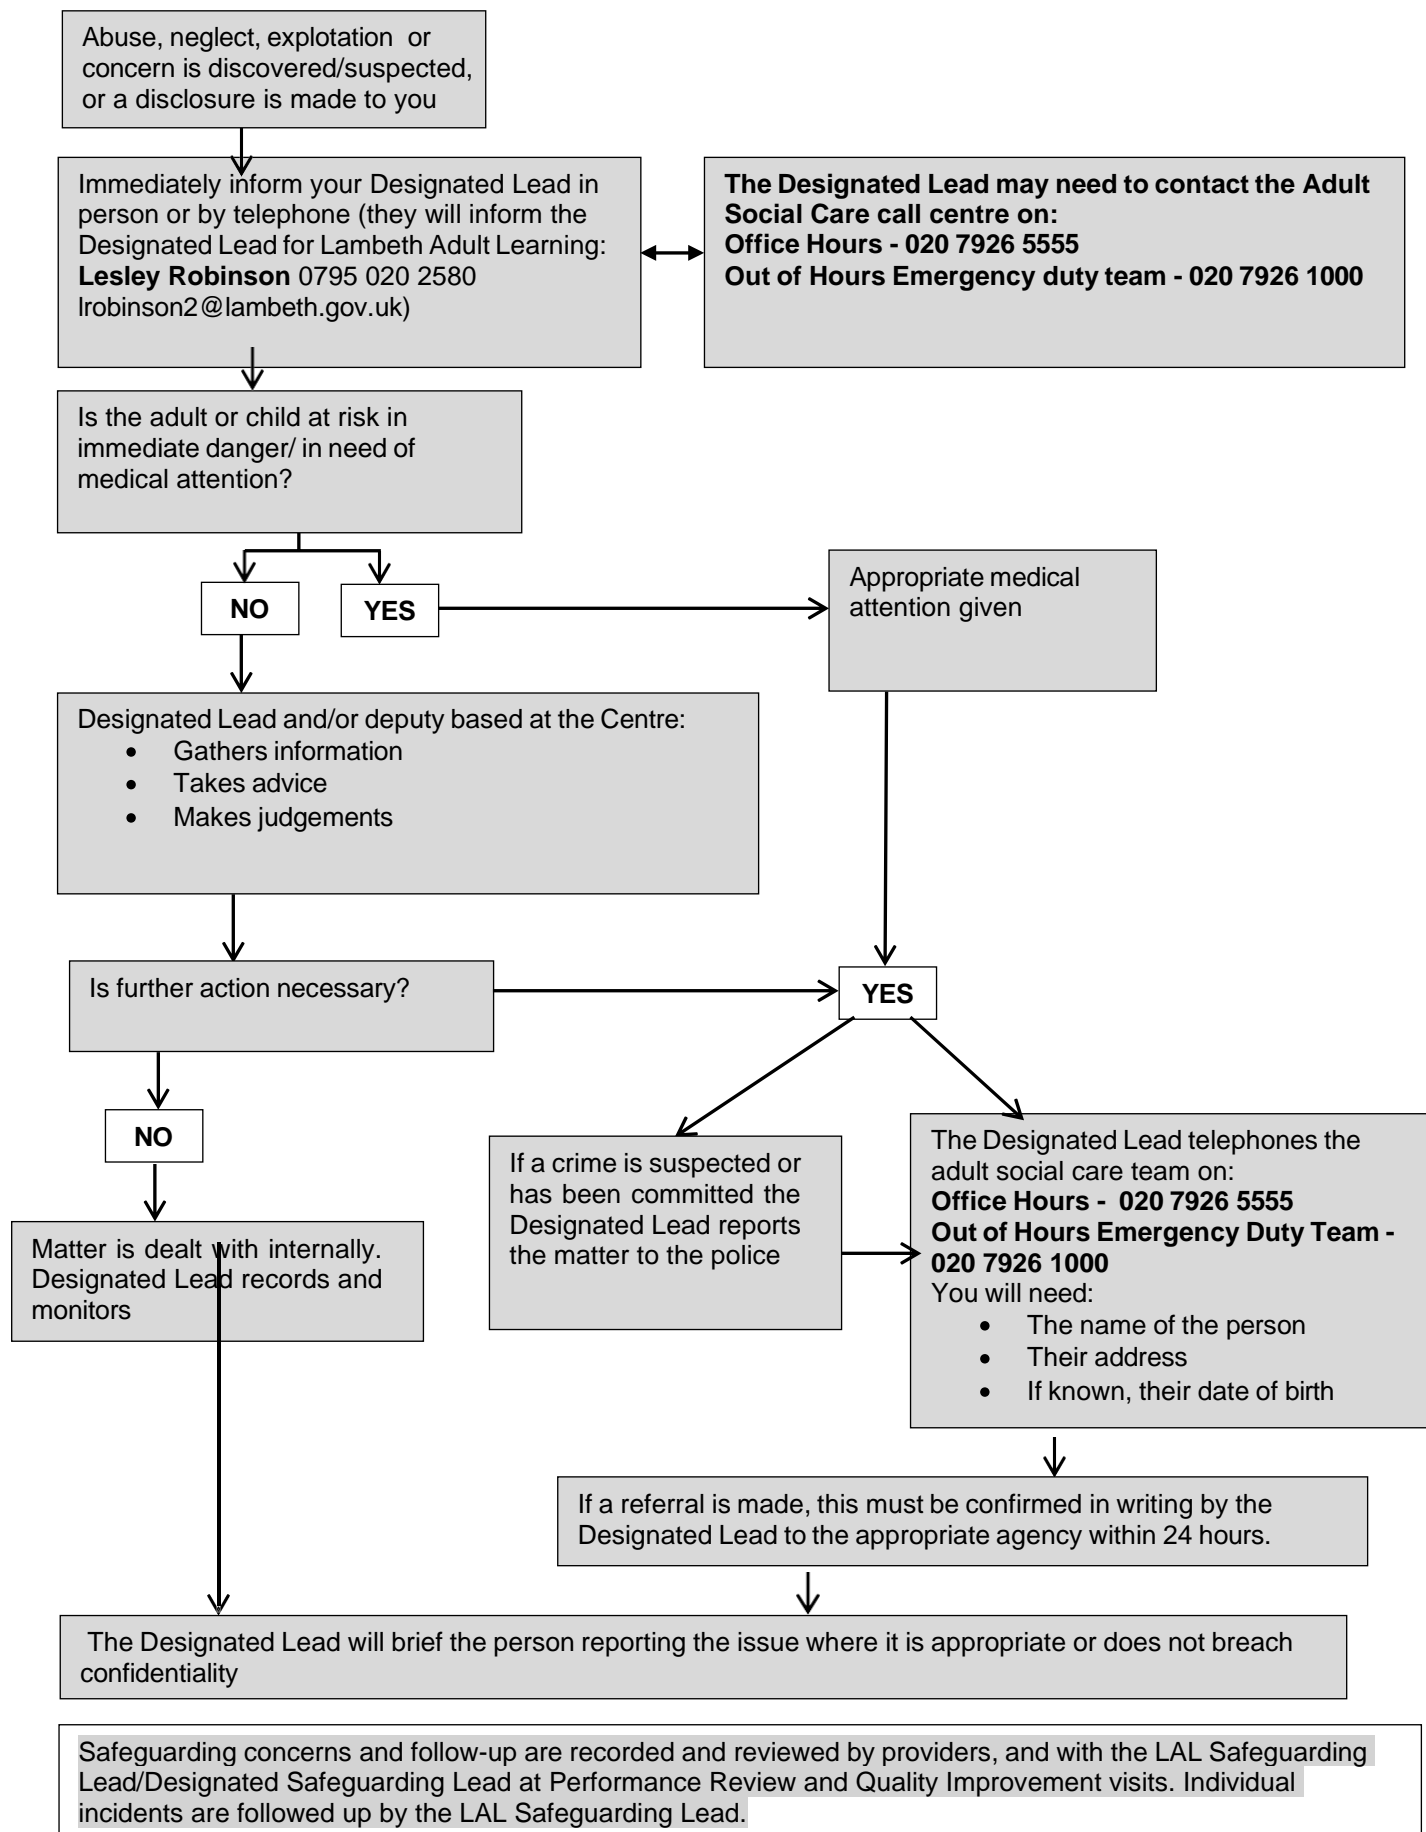 Abuse, neglect, explotation or
concern is discovered/suspected,
or a disclosure is made to you
Immediately inform your Designated Lead in
person or by telephone (they will inform the
Designated Lead for Lambeth Adult Learning:
Lesley Robinson 0795 020 2580
lrobinson2@lambeth.gov.uk)
The Designated Lead may need to contact the Adult
Social Care call centre on:
Office Hours - 020 7926 5555
Out of Hours Emergency duty team - 020 7926 1000
Is the adult or child at risk in
immediate danger/ in need of
medical attention?
NO
YES
Appropriate medical
attention given
Designated Lead and/or deputy based at the Centre:
• Gathers information
• Takes advice
• Makes judgements
Is further action necessary?
YES
NO
If a crime is suspected or
has been committed the
Designated Lead reports
the matter to the police
The Designated Lead telephones the
adult social care team on:
Office Hours - 020 7926 5555
Out of Hours Emergency Duty Team -
020 7926 1000
You will need:
• The name of the person
• Their address
• If known, their date of birth
Matter is dealt with internally.
Designated Lead records and
monitors
If a referral is made, this must be confirmed in writing by the
Designated Lead to the appropriate agency within 24 hours.
The Designated Lead will brief the person reporting the issue where it is appropriate or does not breach
confidentiality
Safeguarding concerns and follow-up are recorded and reviewed by providers, and with the LAL Safeguarding
Lead/Designated Safeguarding Lead at Performance Review and Quality Improvement visits. Individual
incidents are followed up by the LAL Safeguarding Lead.